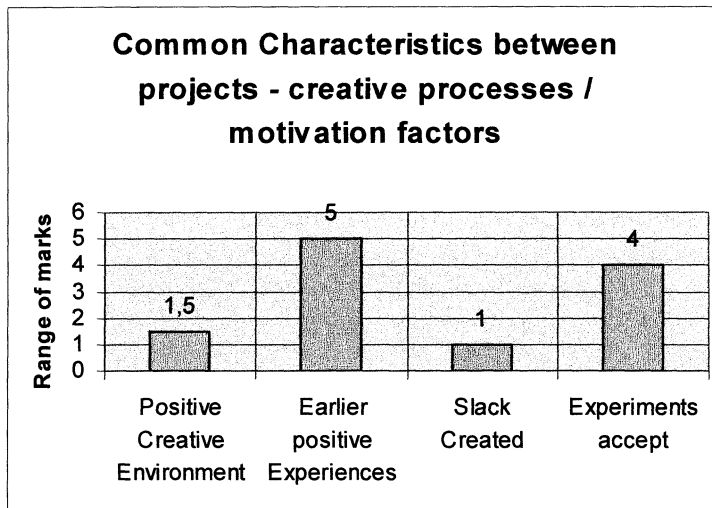 Common Characteristics between
projects - creative processes /
motivation factors
Range of marks
6
5
4
3
2
1
0
1,5
5
1
4
Positive
Creative
Environment
Earlier
positive
Experiences
Slack
Created
Experiments
accept